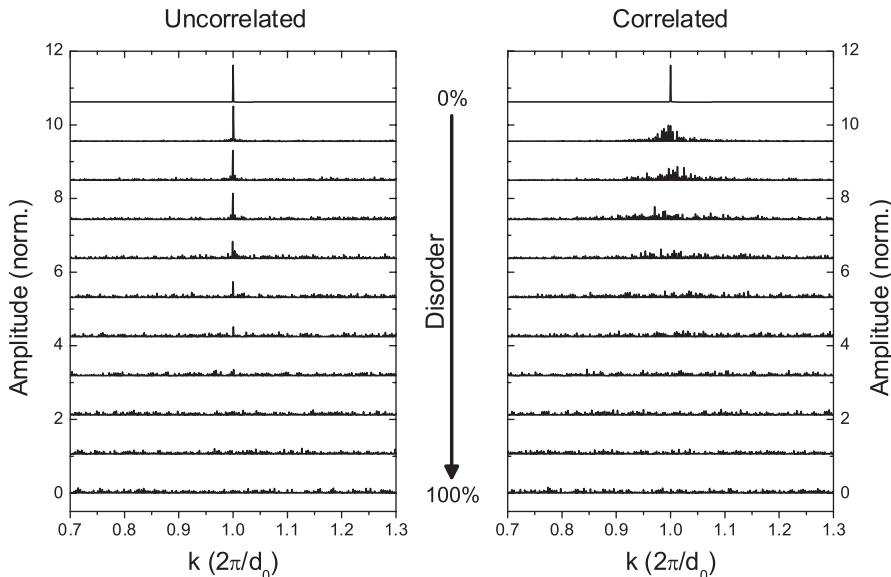 Uncorrelated
Correlated
12
10
8
6
4
2
0
Amplitude (norm.)
0.7 0.8 0.9 1.0 1.1 1.2 1.3
k (2π/d₀)
0%
Disorder
100%
12
10
8
6
4
2
0
Amplitude (norm.)
0.7 0.8 0.9 1.0 1.1 1.2 1.3
k (2π/d₀)